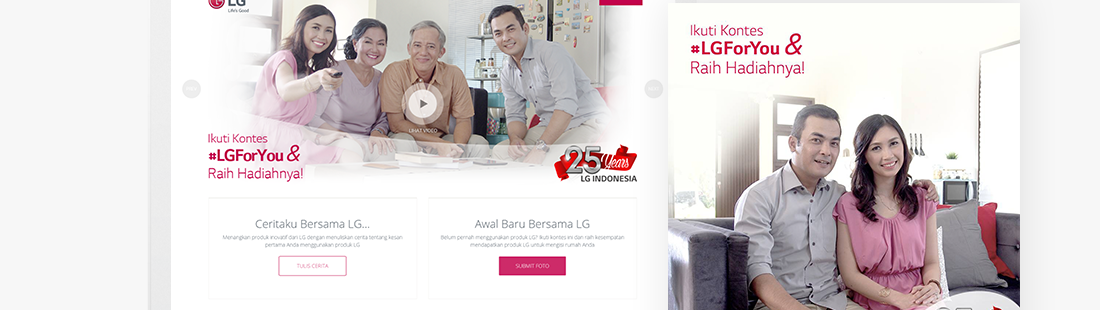 LG
Life's Good
LIHAT VIDEO
Ikuti Kontes
#LGForYou &
Raih Hadiahnya!
25 Years
LG INDONESIA
Ceritaku Bersama LG...
Menangkan produk inovatif dari LG dengan menuliskan cerita tentang kesan
pertama Anda menggunakan produk LG
TULIS CERITA
Awal Baru Bersama LG
Belum pernah menggunakan produk LG? Ikuti kontes ini dan raih kesempatan
mendapatkan produk LG untuk mengisi rumah Anda
SUBMIT FOTO
Ikuti Kontes
#LGForYou &
Raih Hadiahnya!